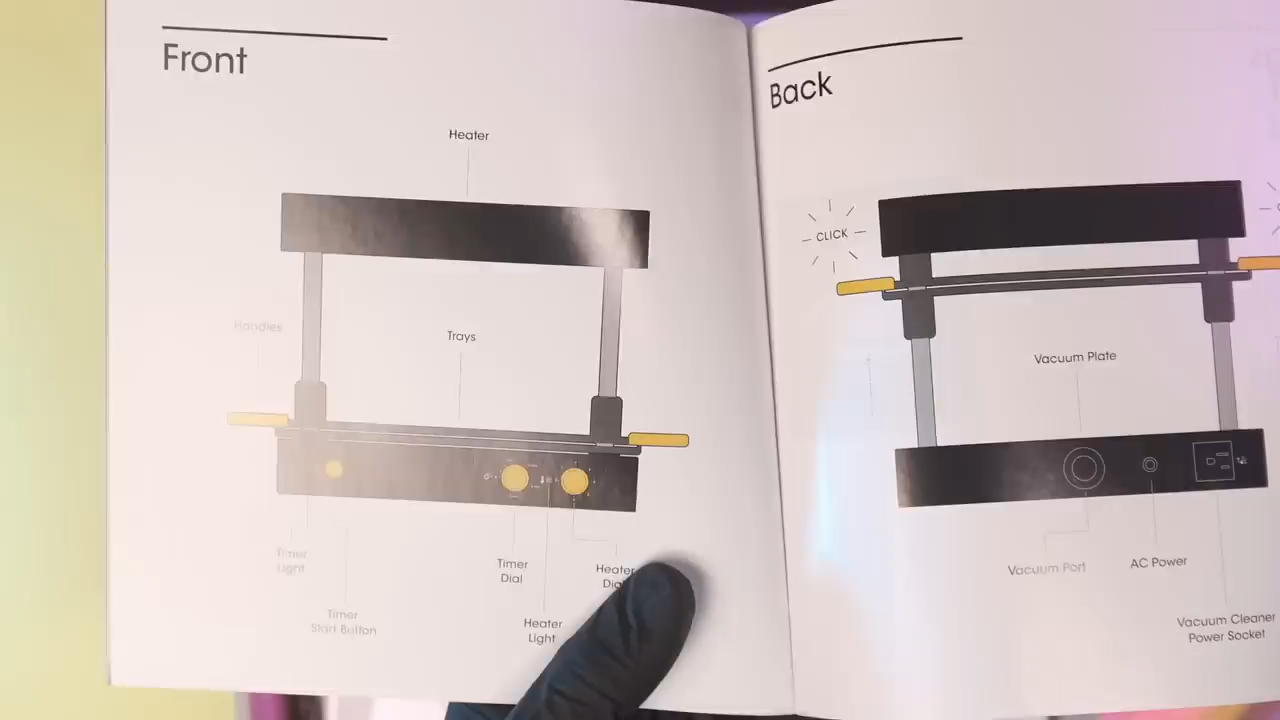 Front
Heater
Handles
Trays
Timer
Light
Timer
Start Button
Timer
Dial
Heater
Light
Heater
Back
CLICK
Vacuum Plate
Vacuum Port
AC Power
Vacuum Cleaner
Power Socket